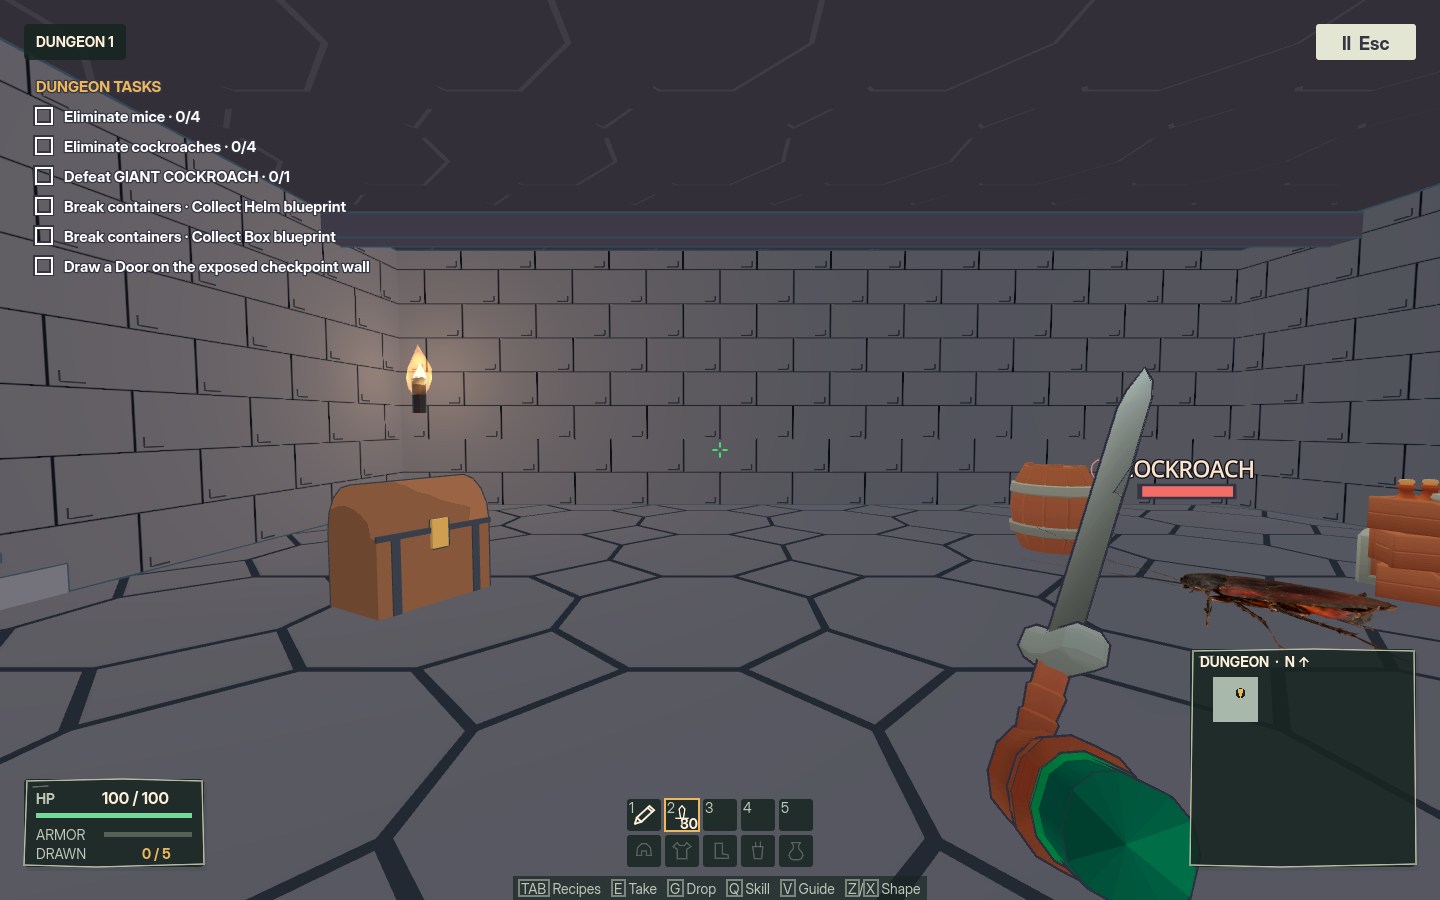 DUNGEON 1
II Esc
DUNGEON TASKS
Eliminate mice · 0/4
Eliminate cockroaches · 0/4
Defeat GIANT COCKROACH · 0/1
Break containers · Collect Helm blueprint
Break containers · Collect Box blueprint
Draw a Door on the exposed checkpoint wall
OCKROACH
DUNGEON · N ↑
HP 100 / 100
ARMOR
DRAWN 0 / 5
1 2 3 4 5
30
TAB Recipes E Take G Drop Q Skill V Guide Z/X Shape